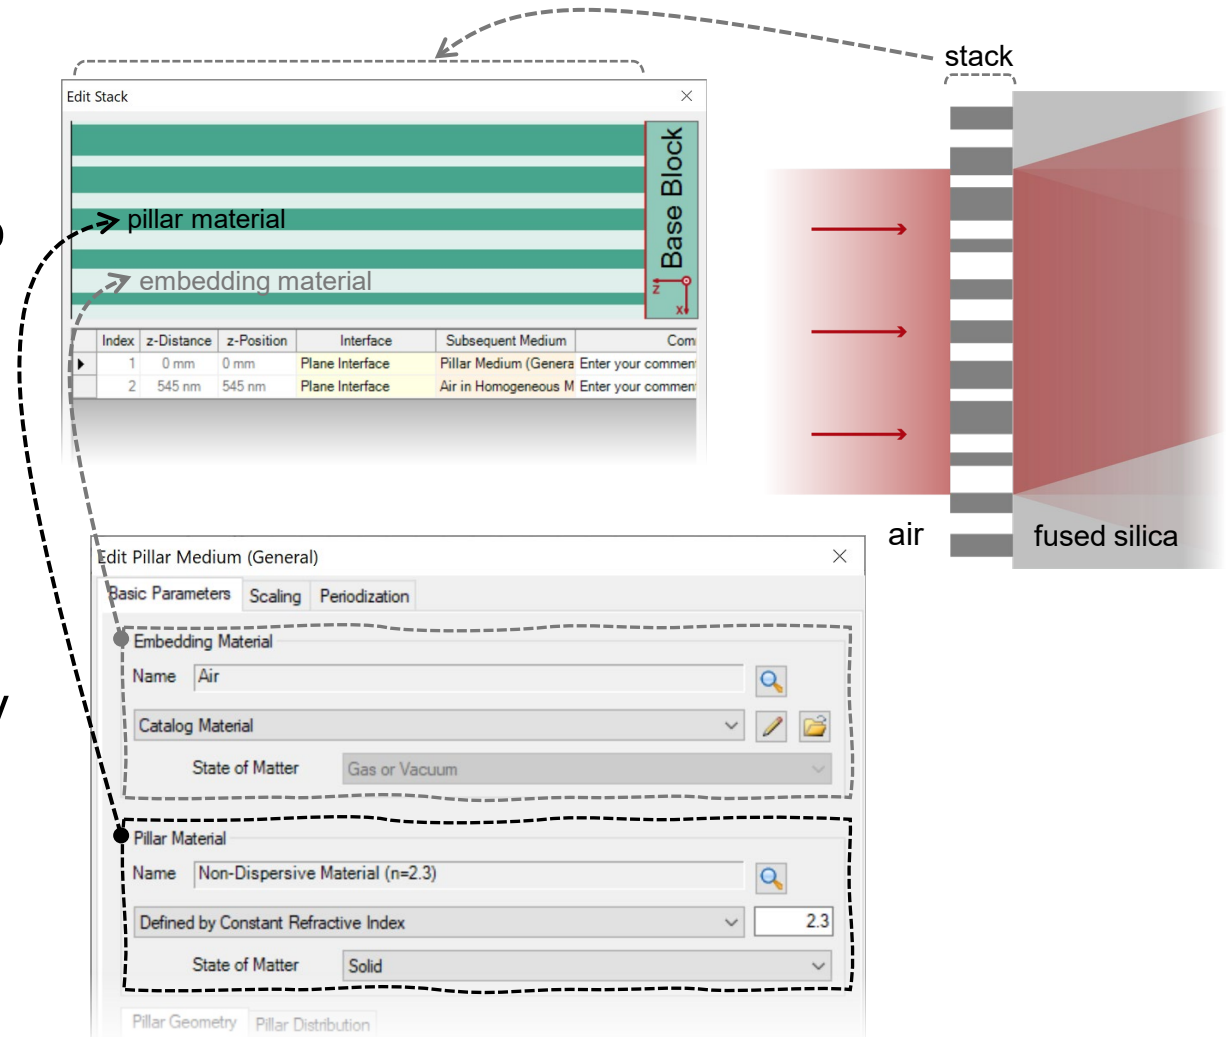 stack
Edit Stack
Base Block
pillar material
embedding material
z
x
Index z-Distance z-Position Interface Subsequent Medium Com
1 0 mm 0 mm Plane Interface Pillar Medium (Genera Enter your commen
2 545 nm 545 nm Plane Interface Air in Homogeneous M Enter your commen
air
fused silica
Edit Pillar Medium (General)
Basic Parameters Scaling Periodization
Embedding Material
Name Air
Catalog Material
State of Matter Gas or Vacuum
Pillar Material
Name Non-Dispersive Material (n=2.3)
Defined by Constant Refractive Index 2.3
State of Matter Solid
Pillar Geometry Pillar Distribution